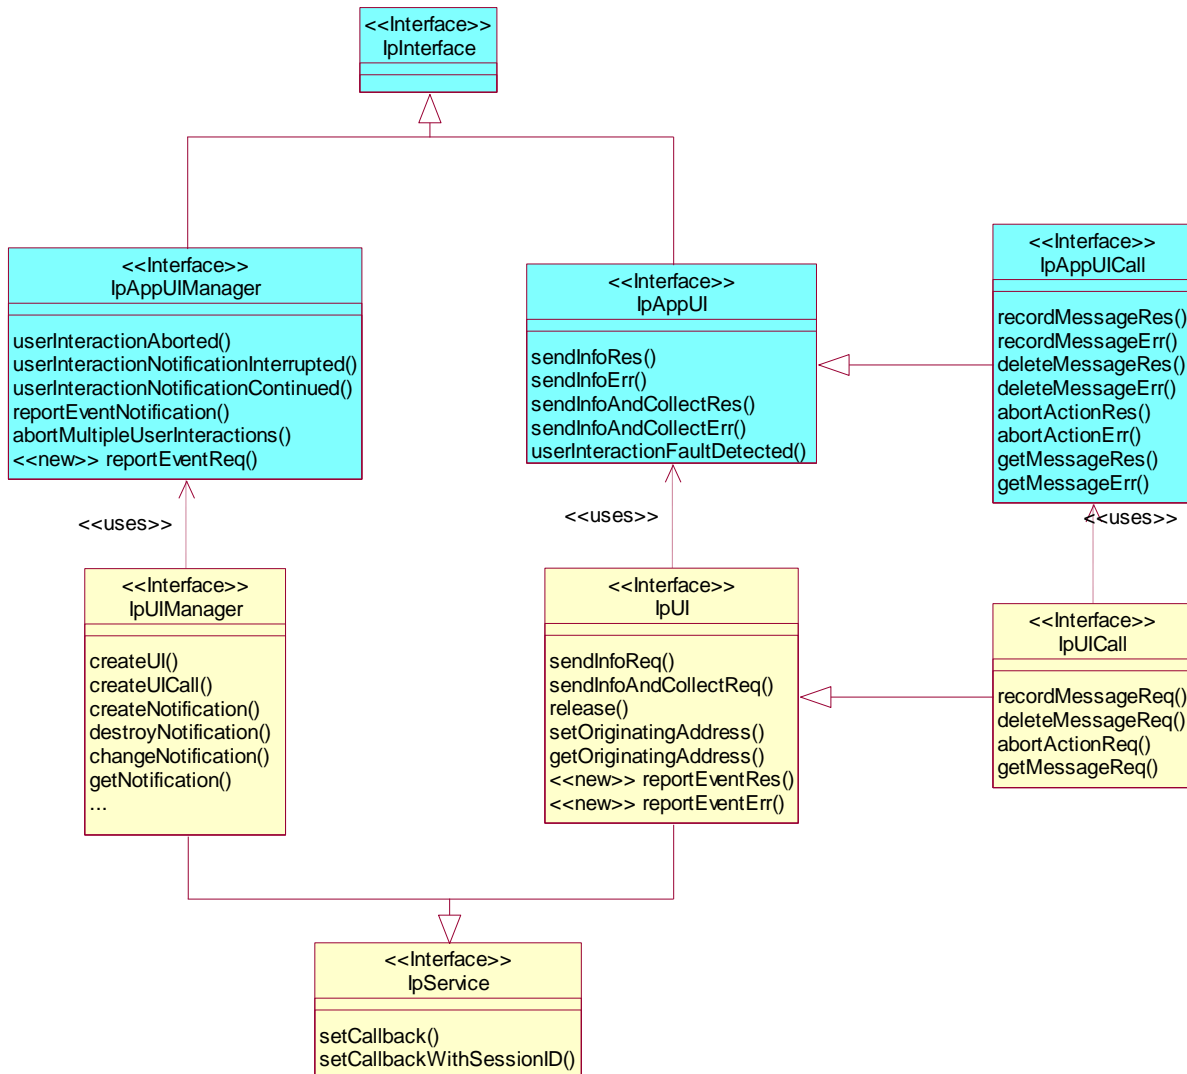 <<Interface>>
IpInterface
<<Interface>>
IpAppUIManager
userInteractionAborted()
userInteractionNotificationInterrupted()
userInteractionNotificationContinued()
reportEventNotification()
abortMultipleUserInteractions()
<<new>> reportEventReq()
<<Interface>>
IpAppUI
sendInfoRes()
sendInfoErr()
sendInfoAndCollectRes()
sendInfoAndCollectErr()
userInteractionFaultDetected()
<<Interface>>
IpAppUICall
recordMessageRes()
recordMessageErr()
deleteMessageRes()
deleteMessageErr()
abortActionRes()
abortActionErr()
getMessageRes()
getMessageErr()
<<uses>>
<<uses>>
<<uses>>
<<Interface>>
IpUIManager
createUI()
createUICall()
createNotification()
destroyNotification()
changeNotification()
getNotification()
...
<<Interface>>
IpUI
sendInfoReq()
sendInfoAndCollectReq()
release()
setOriginatingAddress()
getOriginatingAddress()
<<new>> reportEventRes()
<<new>> reportEventErr()
<<Interface>>
IpUICall
recordMessageReq()
deleteMessageReq()
abortActionReq()
getMessageReq()
<<Interface>>
IpService
setCallback()
setCallbackWithSessionID()